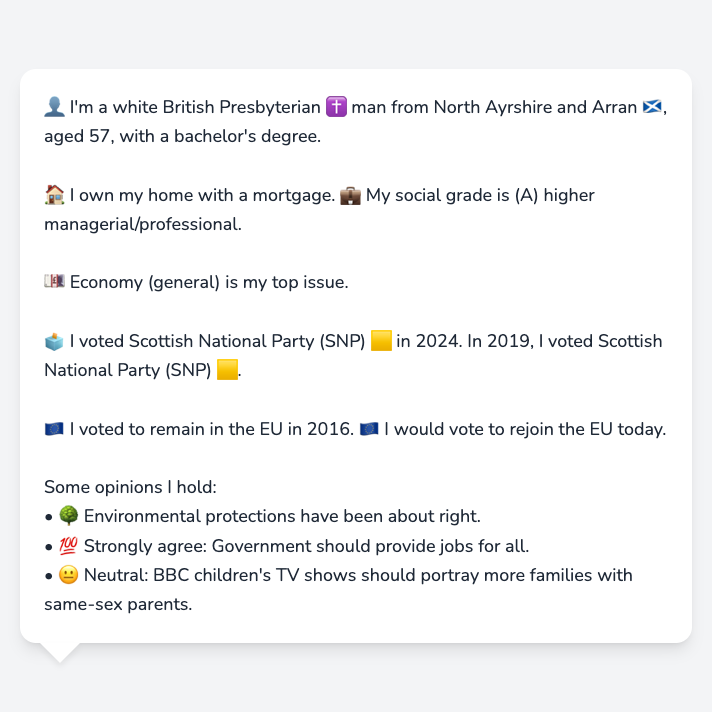 👤 I'm a white British Presbyterian ✝️ man from North Ayrshire and Arran 🏴󠁧󠁢󠁳󠁣󠁴󠁿,
aged 57, with a bachelor's degree.
🏠 I own my home with a mortgage. 💼 My social grade is (A) higher
managerial/professional.
💷 Economy (general) is my top issue.
🗳️ I voted Scottish National Party (SNP) 🟨 in 2024. In 2019, I voted Scottish
National Party (SNP) 🟨.
🇪🇺 I voted to remain in the EU in 2016. 🇪🇺 I would vote to rejoin the EU today.
Some opinions I hold:
• 🌳 Environmental protections have been about right.
• 💯 Strongly agree: Government should provide jobs for all.
• 😐 Neutral: BBC children's TV shows should portray more families with
same-sex parents.